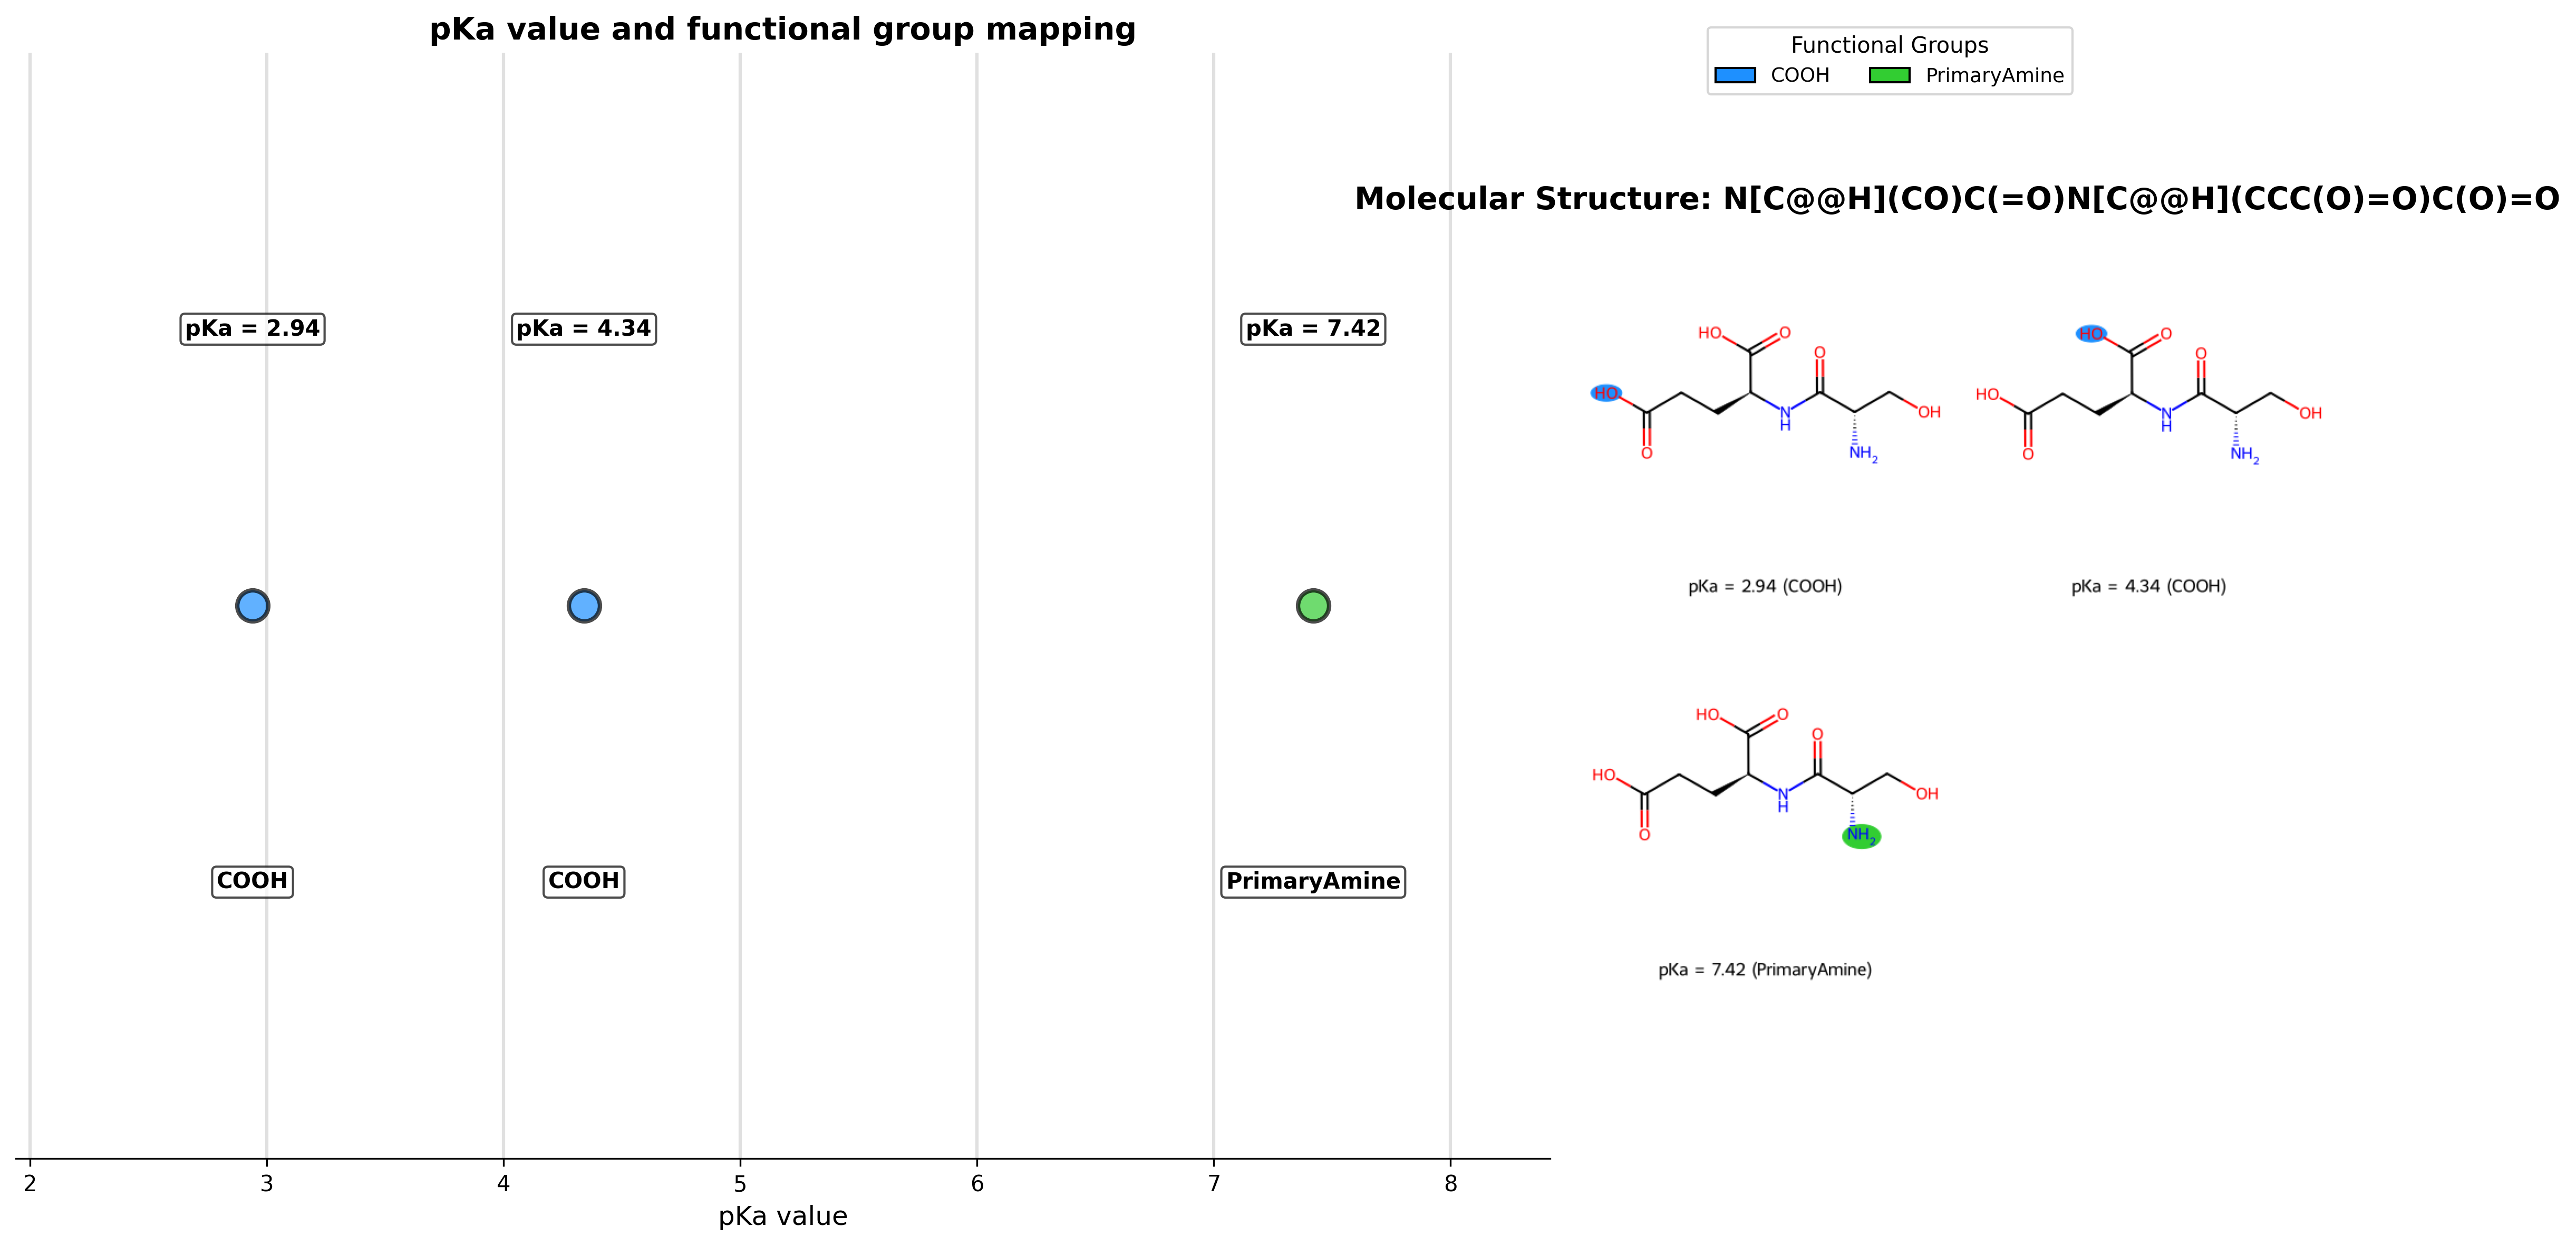 pKa value and functional group mapping
Functional Groups
COOH
PrimaryAmine
Molecular Structure: N[C@@H](CO)C(=O)N[C@@H](CCC(O)=O)C(O)=O
pKa = 2.94
pKa = 4.34
pKa = 7.42
COOH
COOH
PrimaryAmine
2
3
4
5
6
7
8
pKa value
HO
O
O
HO
OH
N
H
O
NH2
pKa = 2.94 (COOH)
HO
O
O
HO
OH
N
H
O
NH2
pKa = 4.34 (COOH)
HO
O
O
HO
OH
N
H
O
NH2
pKa = 7.42 (PrimaryAmine)